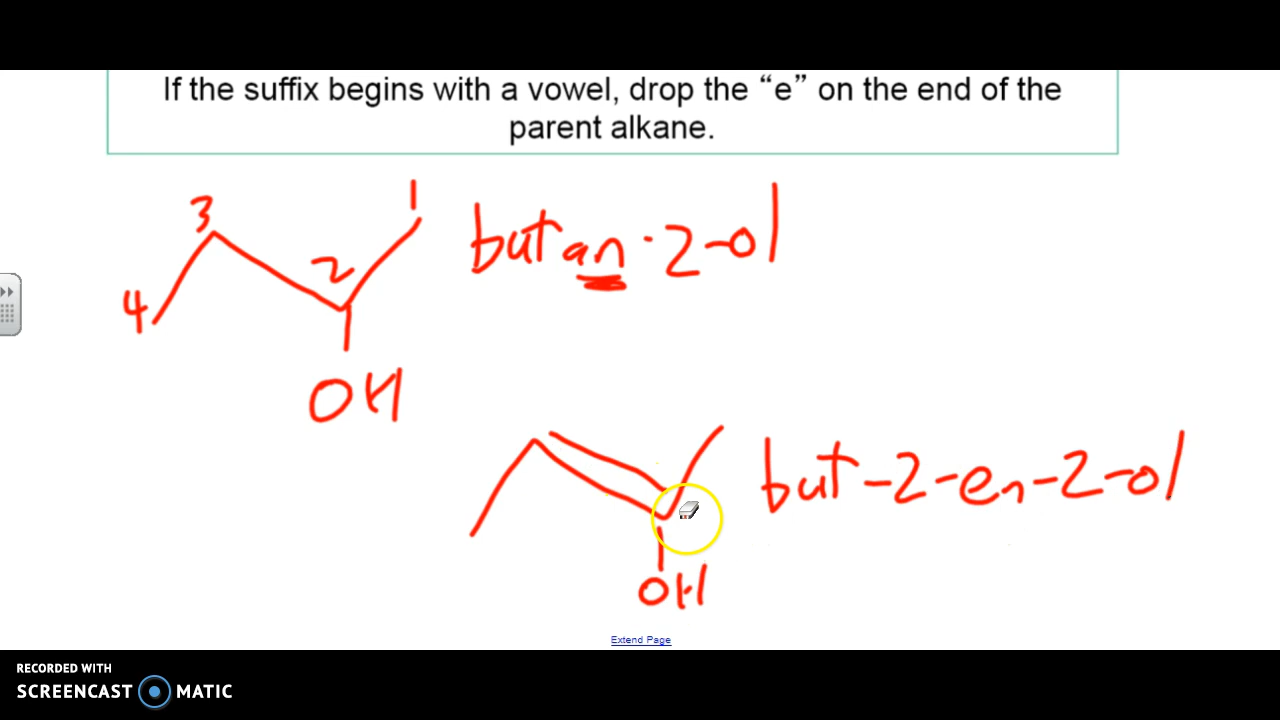 If the suffix begins with a vowel, drop the “e” on the end of the
parent alkane.
1
3
butan-2-ol
2
4
OH
but-2-en-2-ol
OH
Extend Page
RECORDED WITH
SCREENCAST MATIC